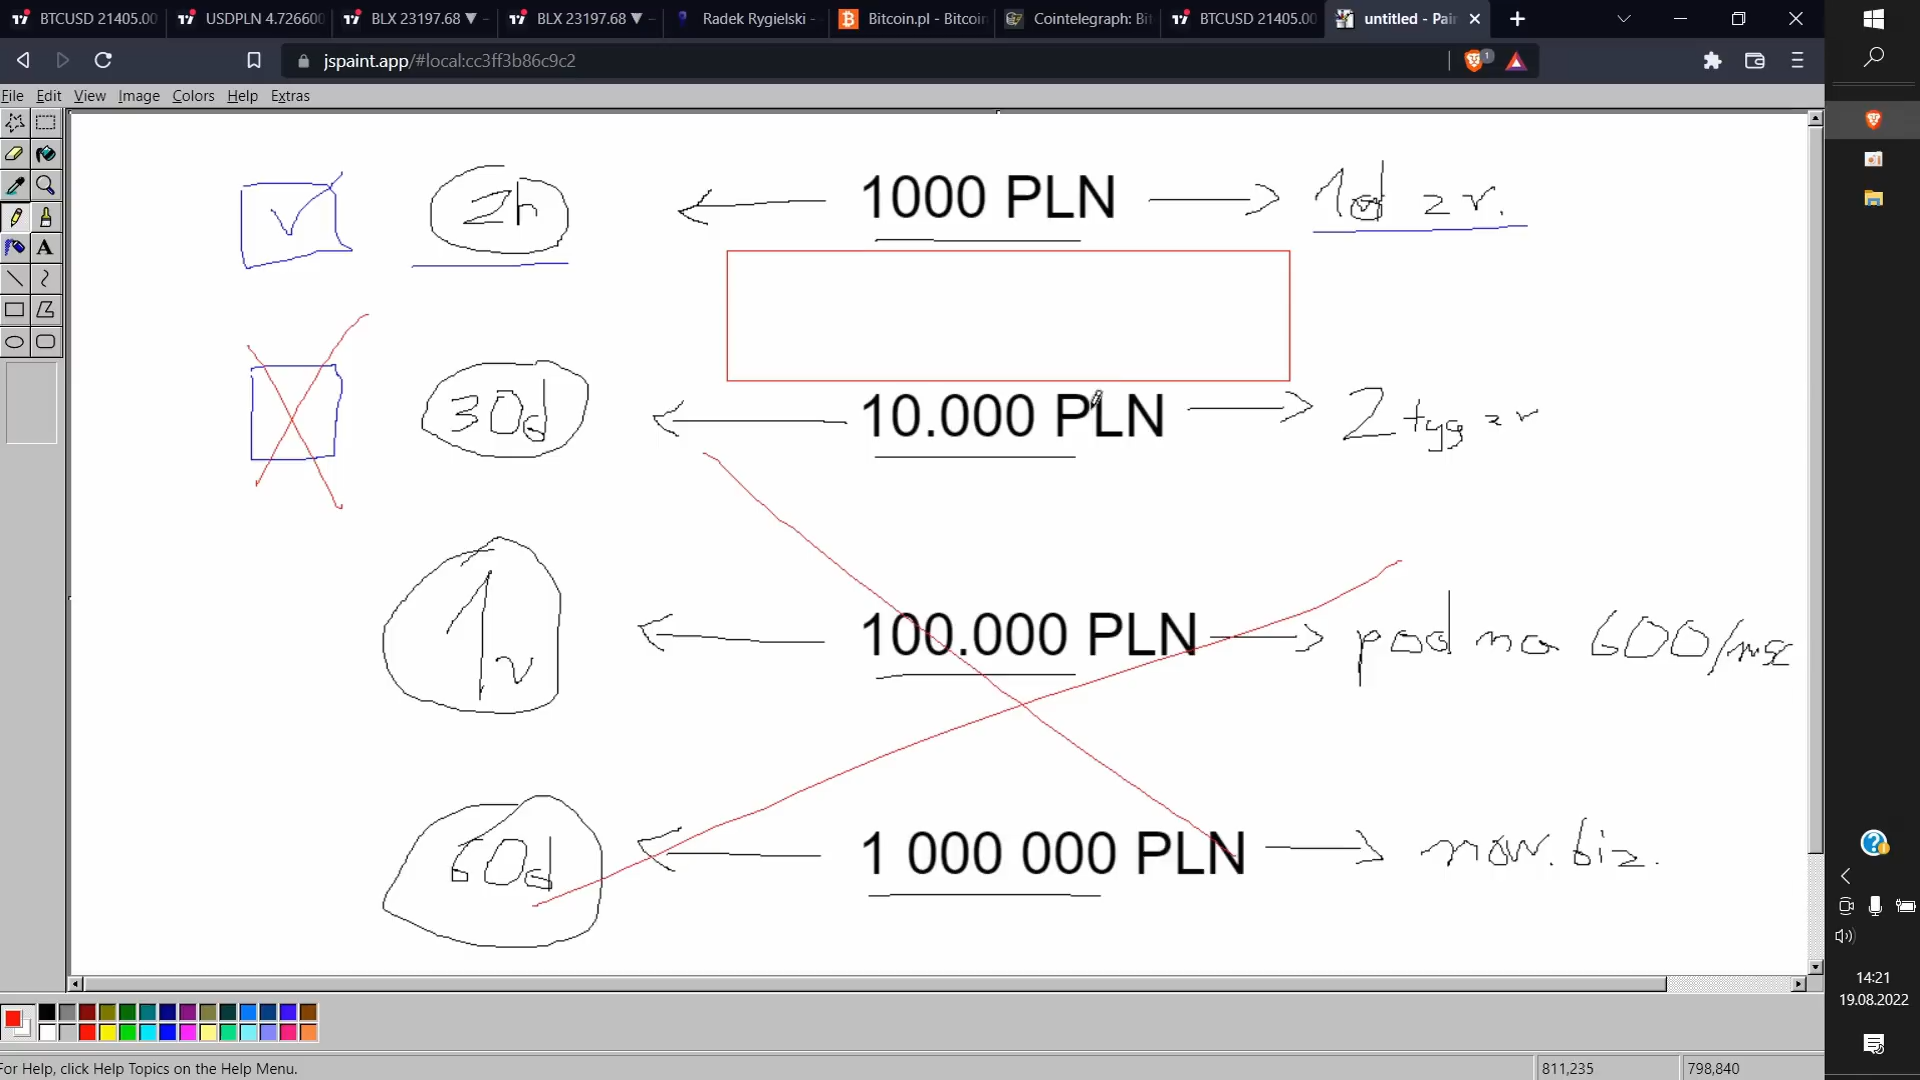 BTCUSD 21405.00
USDPLN 4.726600
BLX 23197.68 ▼ −
BLX 23197.68 ▼ −
Radek Rygielski -
Bitcoin.pl - Bitcoin
Cointelegraph: Bit
BTCUSD 21405.00
untitled - Pai
jspaint.app/#local:cc3ff3b86c9c2
1
File Edit View Image Colors Help Extras
2h 1000 PLN 1d z r.
30d 10.000 PLN 2 tyg z r
1r 100.000 PLN pod na 600/msc
60d 1 000 000 PLN now. biz.
14:21
19.08.2022
For Help, click Help Topics on the Help Menu.
811,235
798,840